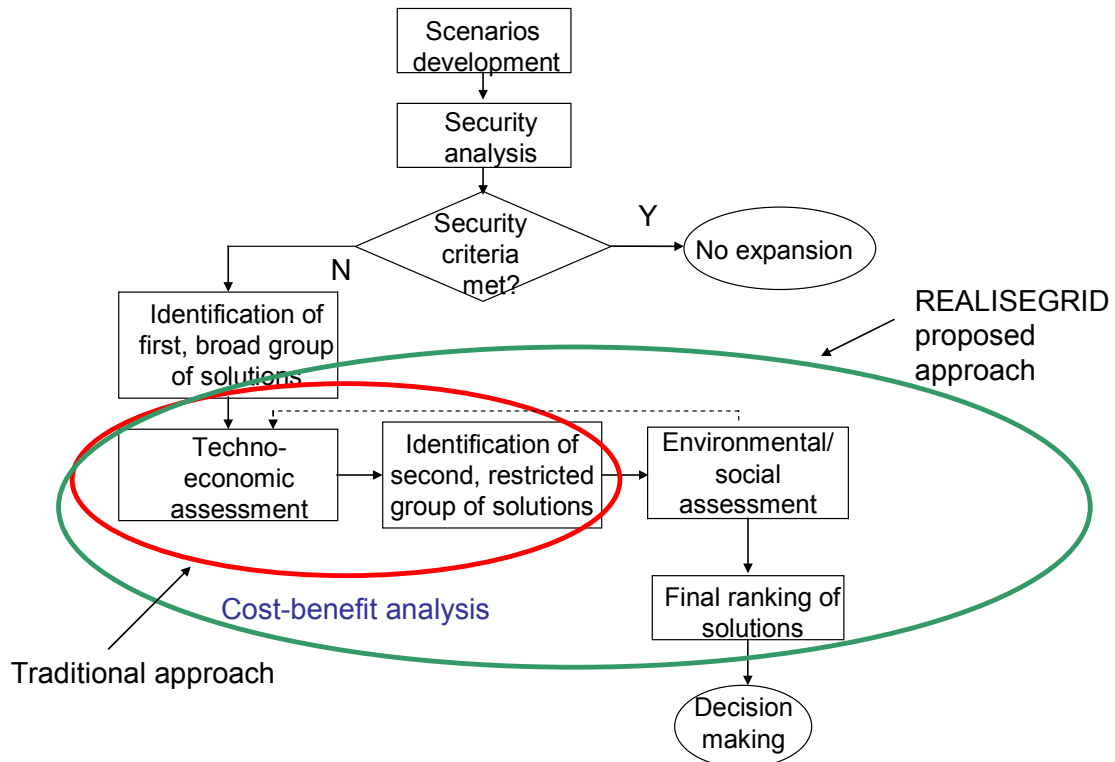 Scenarios
development
Security
analysis
Security
criteria
met?
Y
N
No expansion
Identification of
first, broad group
of solutions
REALISEGRID
proposed
approach
Techno-
economic
assessment
Identification of
second, restricted
group of solutions
Environmental/
social
assessment
Cost-benefit analysis
Final ranking of
solutions
Traditional approach
Decision
making